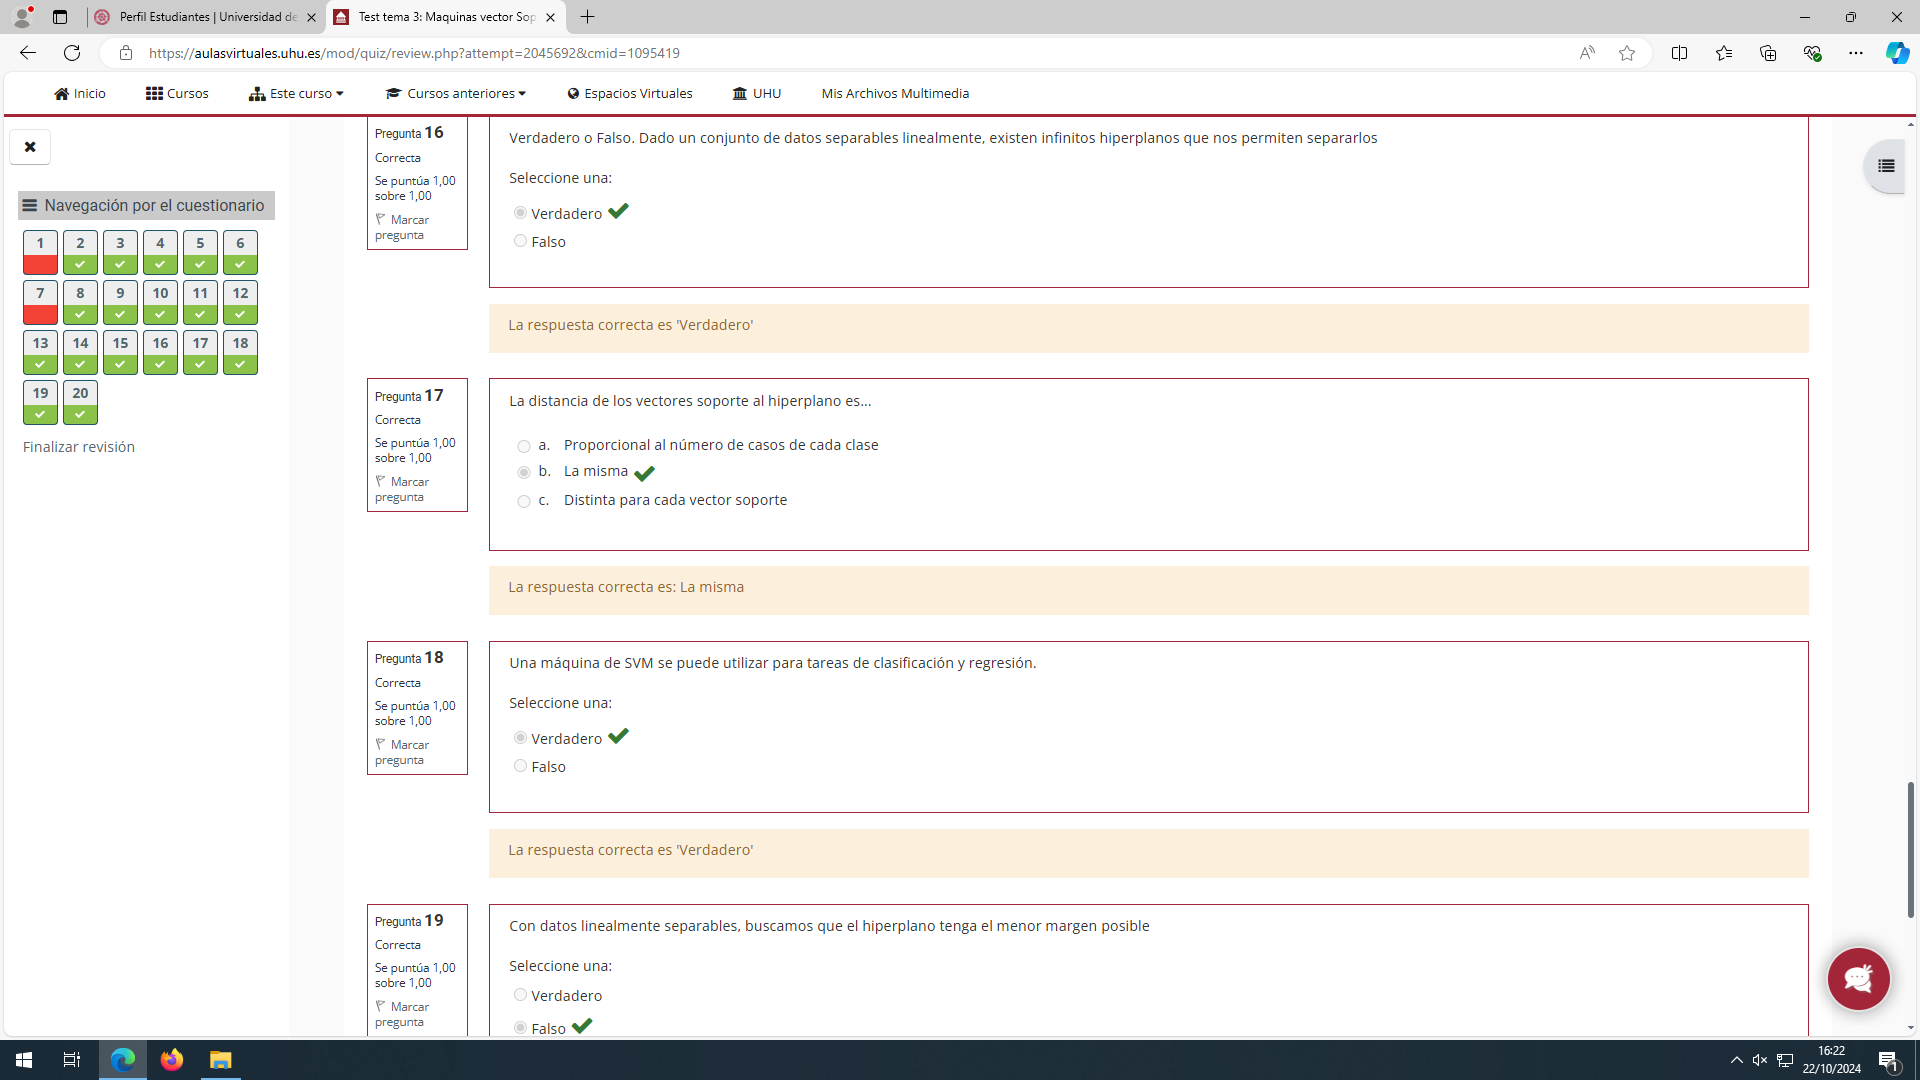 Perfil Estudiantes | Universidad de
Test tema 3: Maquinas vector Sop
https://aulasvirtuales.uhu.es/mod/quiz/review.php?attempt=2045692&cmid=1095419
Inicio
Cursos
Este curso
Cursos anteriores
Espacios Virtuales
UHU
Mis Archivos Multimedia
Navegación por el cuestionario
1 2 3 4 5 6
7 8 9 10 11 12
13 14 15 16 17 18
19 20
Finalizar revisión
Pregunta 16
Correcta
Se puntúa 1,00
sobre 1,00
Marcar
pregunta
Verdadero o Falso. Dado un conjunto de datos separables linealmente, existen infinitos hiperplanos que nos permiten separarlos
Seleccione una:
Verdadero
Falso
La respuesta correcta es 'Verdadero'
Pregunta 17
Correcta
Se puntúa 1,00
sobre 1,00
Marcar
pregunta
La distancia de los vectores soporte al hiperplano es...
a. Proporcional al número de casos de cada clase
b. La misma
c. Distinta para cada vector soporte
La respuesta correcta es: La misma
Pregunta 18
Correcta
Se puntúa 1,00
sobre 1,00
Marcar
pregunta
Una máquina de SVM se puede utilizar para tareas de clasificación y regresión.
Seleccione una:
Verdadero
Falso
La respuesta correcta es 'Verdadero'
Pregunta 19
Correcta
Se puntúa 1,00
sobre 1,00
Marcar
pregunta
Con datos linealmente separables, buscamos que el hiperplano tenga el menor margen posible
Seleccione una:
Verdadero
Falso
16:22
22/10/2024
1